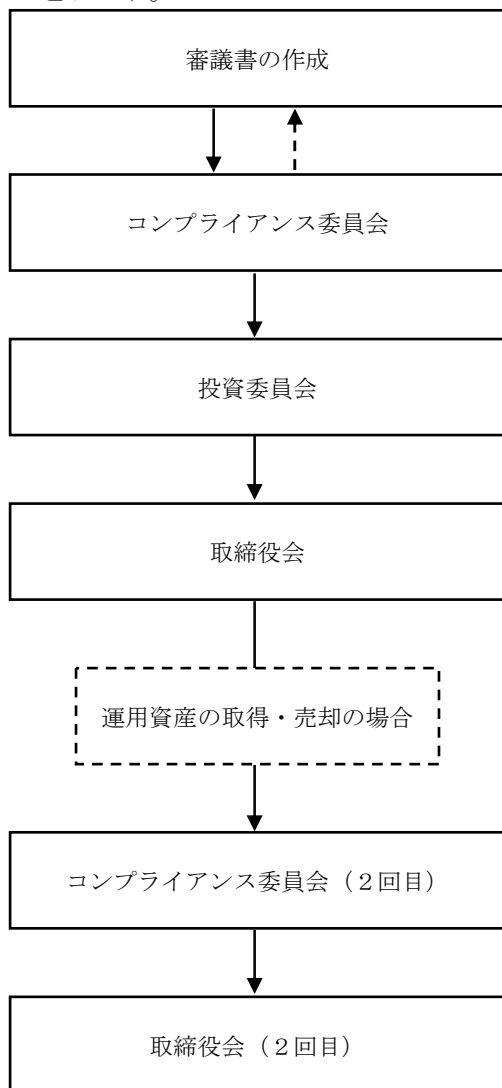 審議書の作成
コンプライアンス委員会
投資委員会
取締役会
運用資産の取得・売却の場合
コンプライアンス委員会（２回目）
取締役会（２回目）